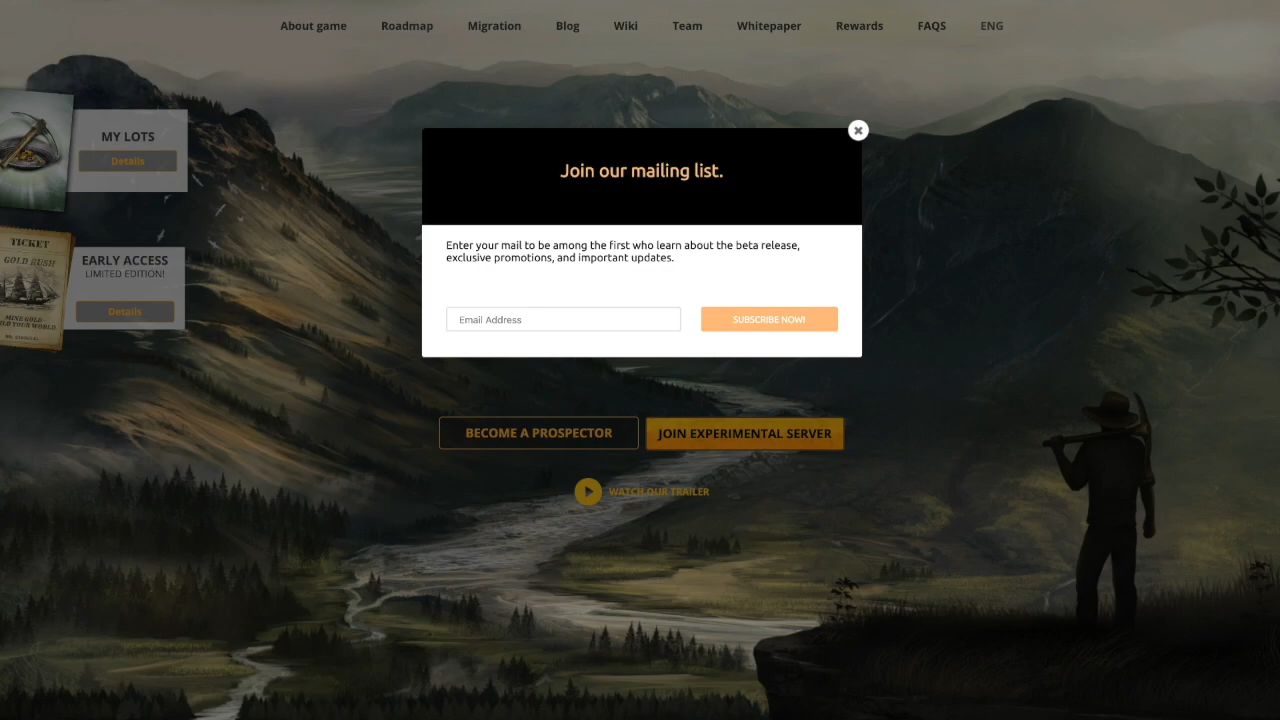 About game Roadmap Migration Blog Wiki Team Whitepaper Rewards FAQS ENG
MY LOTS
Details
TICKET
GOLD RUSH
EARLY ACCESS
LIMITED EDITION!
Details
MINE GOLD
Join our mailing list.
Enter your mail to be among the first who learn about the beta release,
exclusive promotions, and important updates.
Email Address
SUBSCRIBE NOW!
BECOME A PROSPECTOR
JOIN EXPERIMENTAL SERVER
WATCH OUR TRAILER